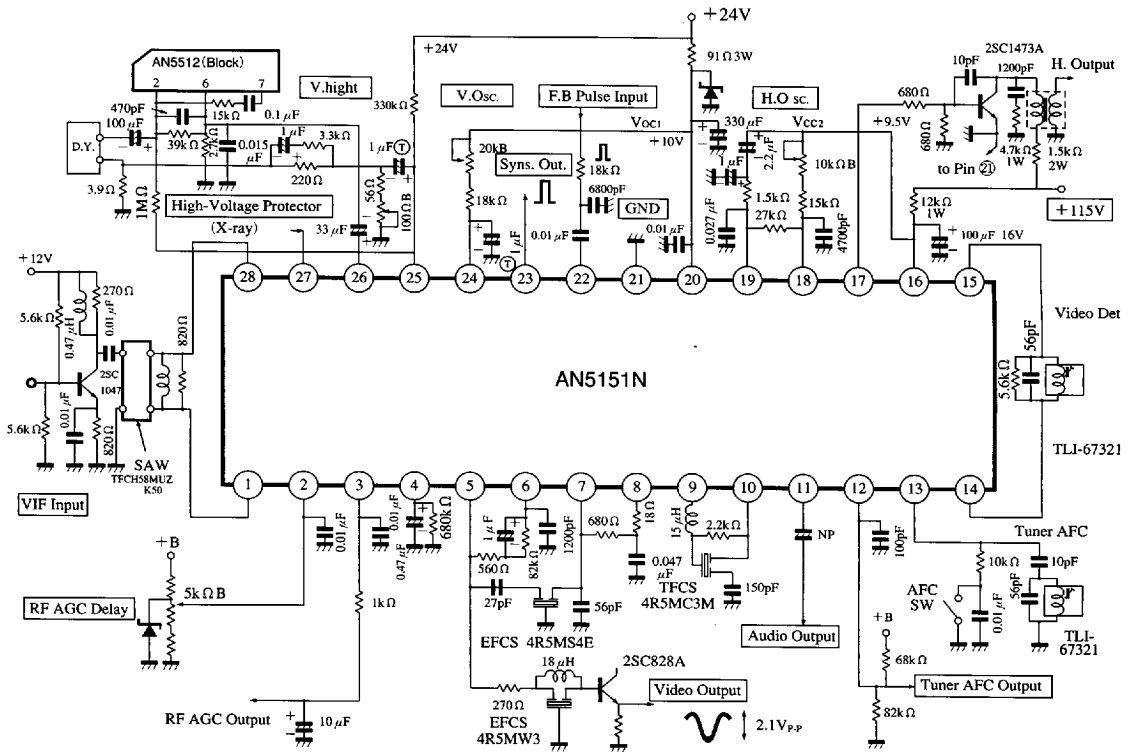 +24V
AN5512(Block)
2 6 7
+24V
91Ω 3W
2SC1473A
10pF
1200pF
H. Output
V.hight
V.Osc.
F.B Pulse Input
H.O sc.
470pF
15kΩ
0.1 μF
330kΩ
680Ω
100 μF
D.Y.
39kΩ
0.015 μF
1 μF
3.3kΩ
1 μF
T
VOC1
+10V
330 μF
VCC2
+9.5V
680Ω
4.7kΩ
1W
1.5kΩ
2W
to Pin ㉑
20kB
18kΩ
1 μF
2.2 μF
10kΩ B
3.9Ω
1MΩ
220Ω
56Ω
100ΩB
18kΩ
6800pF
1.5kΩ
15kΩ
12kΩ
1W
+115V
High-Voltage Protector
(X-ray)
33 μF
1 μF
T
0.01 μF
GND
0.01 μF
0.027 μF
27kΩ
4700pF
100 μF 16V
+12V
28 27 26 25 24 23 22 21 20 19 18 17 16 15
270Ω
5.6kΩ
0.47 μH
0.01 μF
820Ω
Video Det
56pF
2SC
1047
AN5151N
5.6kΩ
5.6kΩ
0.01 μF
820Ω
SAW
TFCH58MUZ
K50
TLI-67321
VIF Input
1 2 3 4 5 6 7 8 9 10 11 12 13 14
0.01 μF
0.01 μF
0.47 μF
680kΩ
1 μF
82kΩ
1200pF
680Ω
18Ω
15 μH
2.2kΩ
NP
100pF
Tuner AFC
560Ω
0.047 μF
10kΩ
10pF
+B
5kΩ B
1kΩ
27pF
56pF
TFCS
4R5MC3M
150pF
AFC
SW
0.01 μF
56pF
RF AGC Delay
EFCS 4R5MS4E
Audio Output
+B
TLI-
67321
18 μH
2SC828A
68kΩ
Video Output
Tuner AFC Output
RF AGC Output
10 μF
270Ω
EFCS
4R5MW3
2.1VP-P
82kΩ